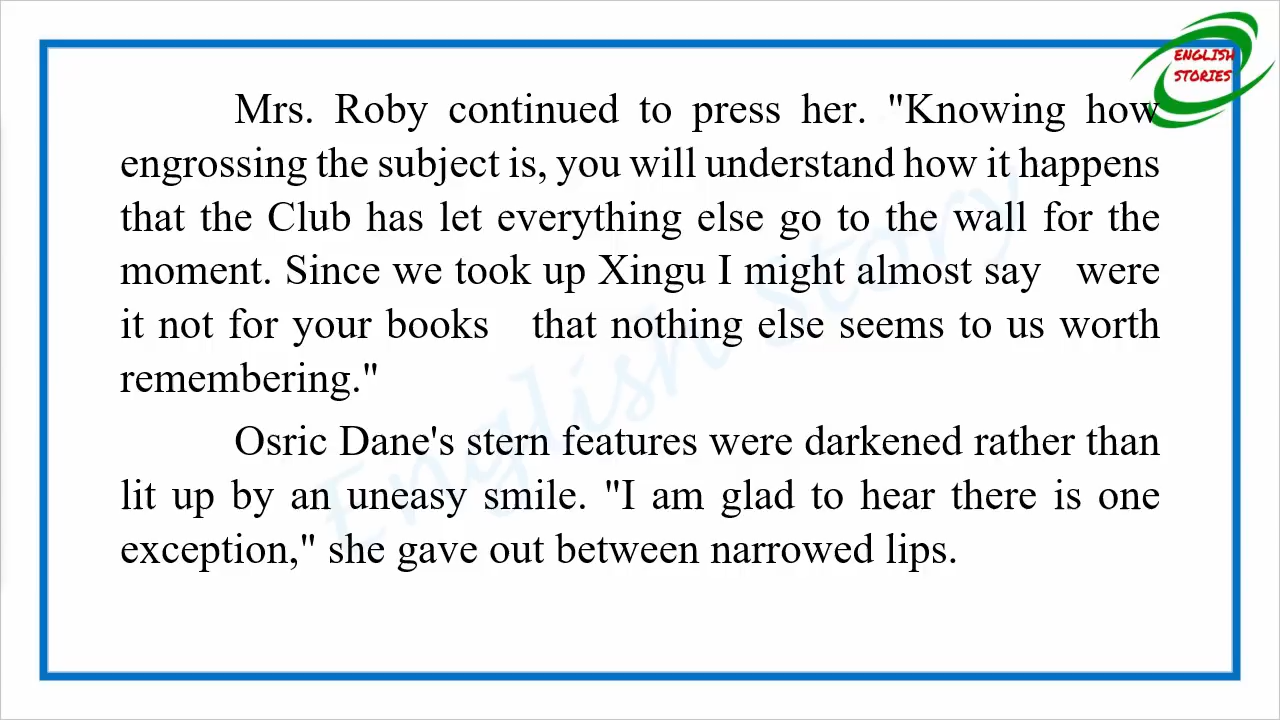 ENGLISH
STORIES
Mrs. Roby continued to press her. "Knowing how
engrossing the subject is, you will understand how it happens
that the Club has let everything else go to the wall for the
moment. Since we took up Xingu I might almost say were
it not for your books that nothing else seems to us worth
remembering."
Osric Dane's stern features were darkened rather than
lit up by an uneasy smile. "I am glad to hear there is one
exception," she gave out between narrowed lips.
English Story